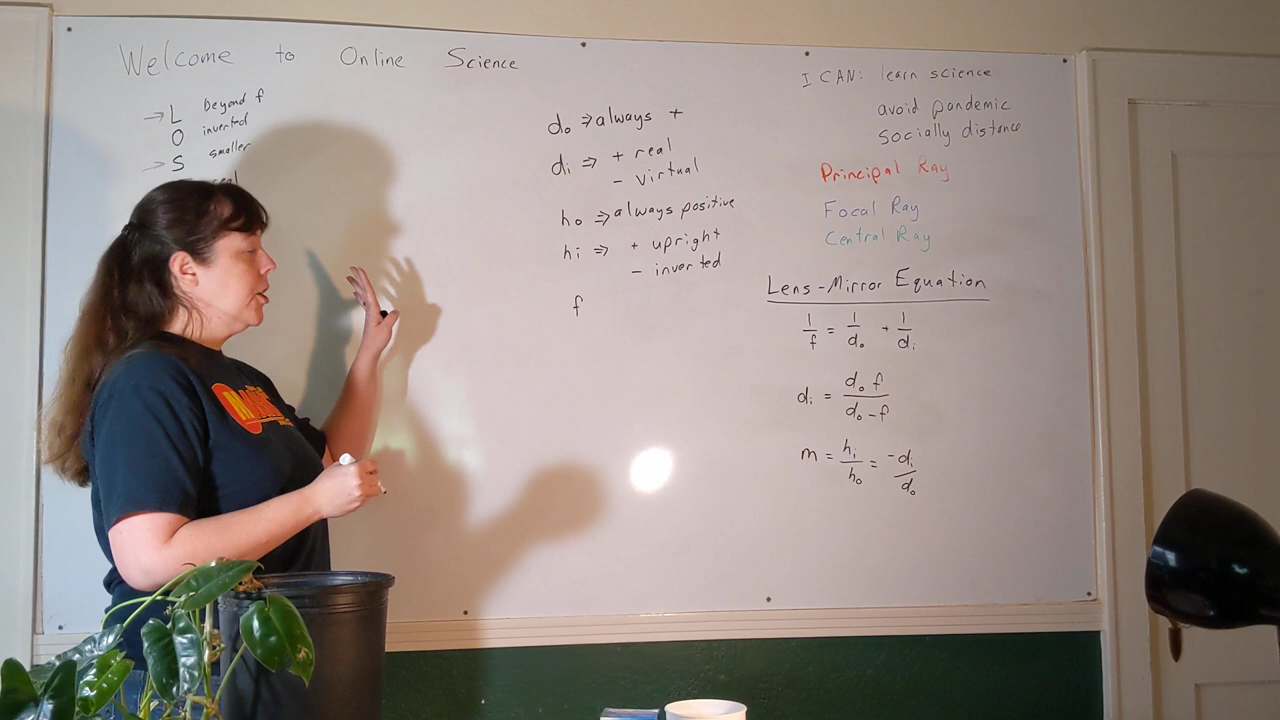 Welcome to Online Science
→ L beyond f
O inverted
→ S smaller
real
do ⇒ always +
di ⇒ + real
- virtual
ho ⇒ always positive
hi ⇒ + upright
- inverted
f
I CAN: learn science
avoid pandemic
socially distance
Principal Ray
Focal Ray
Central Ray
Lens-Mirror Equation
1/f = 1/do + 1/di
di = do f / do - f
m = hi/ho = -di/do